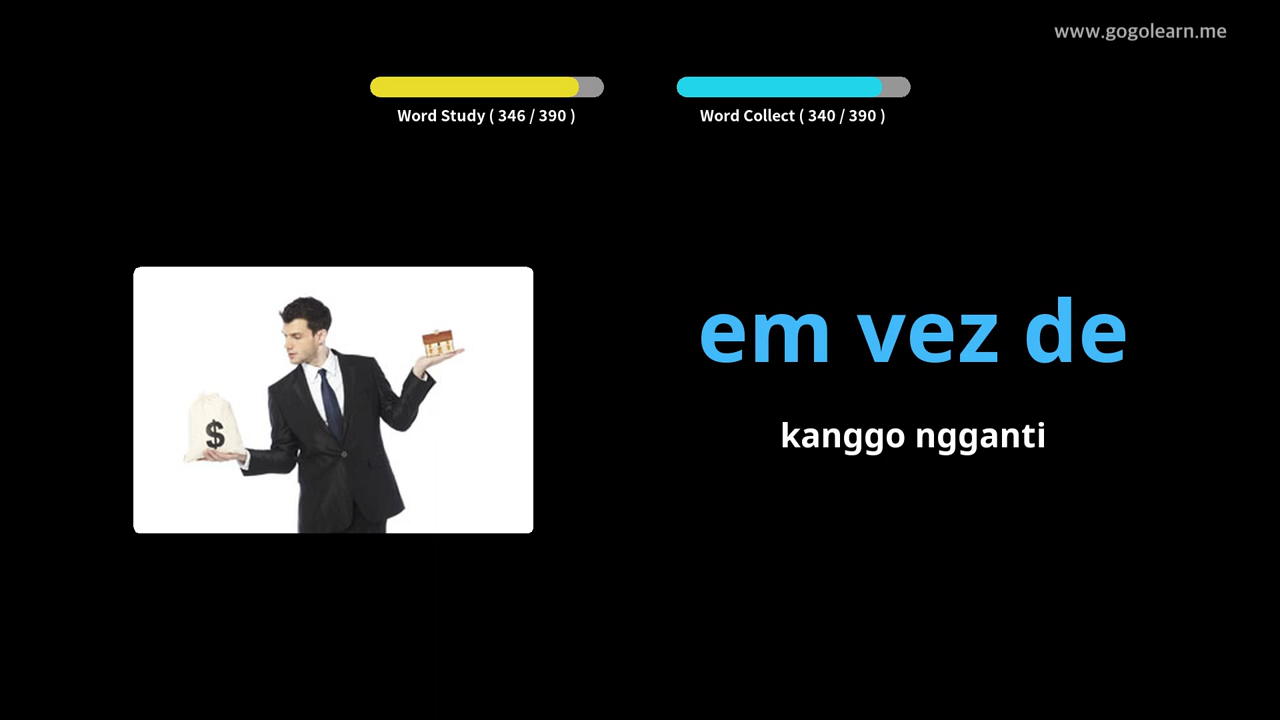 www.gogolearn.me
Word Study ( 346 / 390 )
Word Collect ( 340 / 390 )
$
em vez de
kanggo ngganti